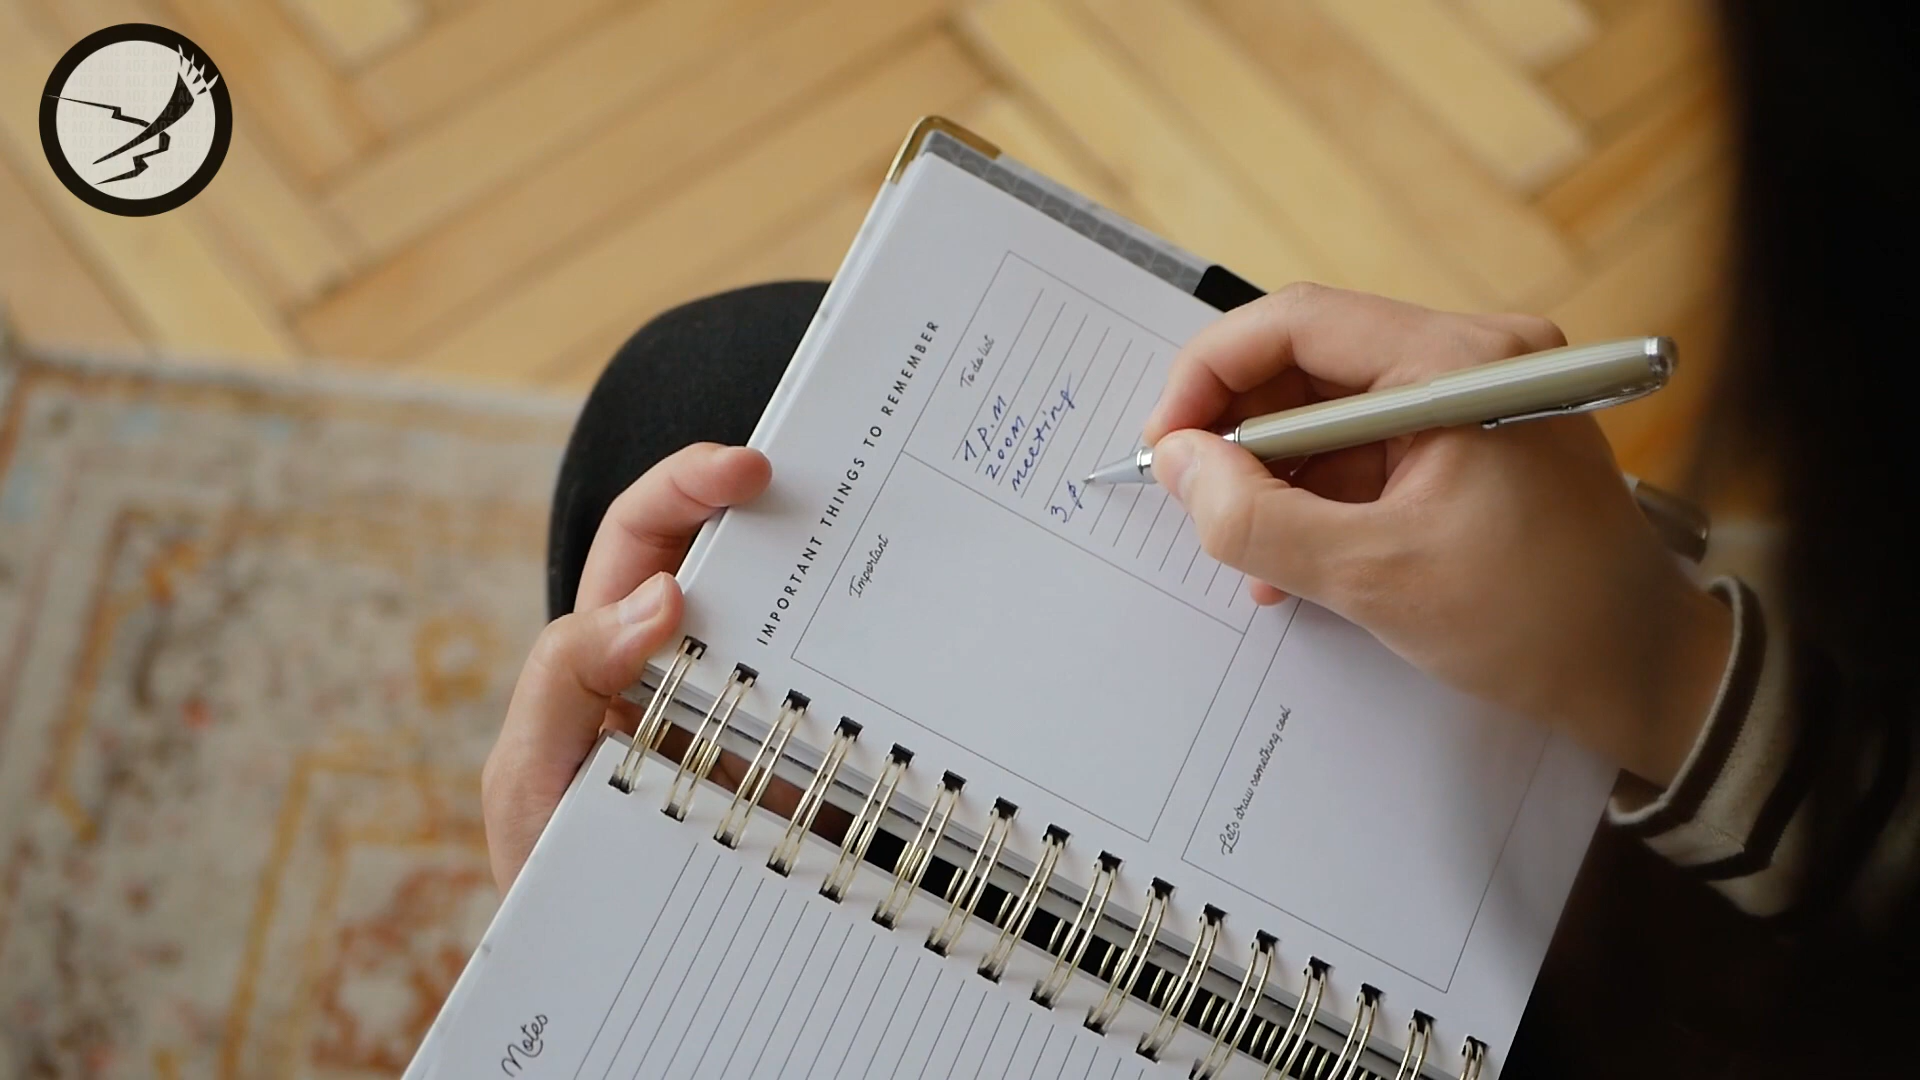 IMPORTANT THINGS TO REMEMBER
To do list
1 P.M
ZOOM
meeting
3 p
Important
Let's draw something cool
Notes